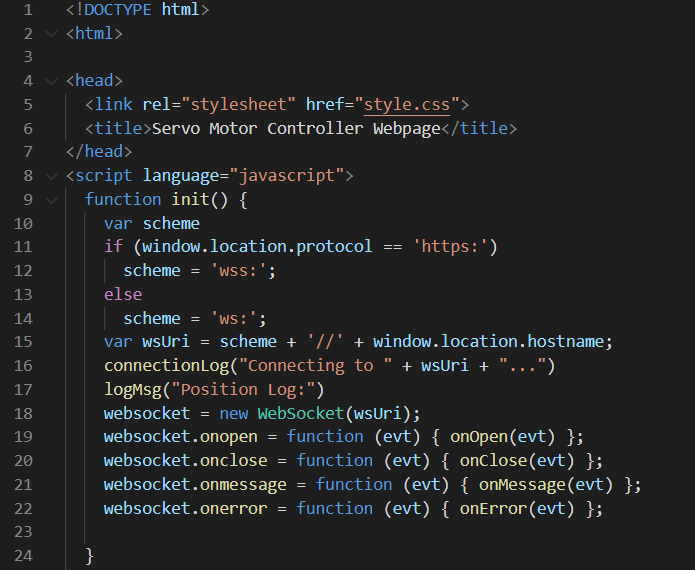 1 <!DOCTYPE html>
2 <html>
3
4 <head>
5   <link rel="stylesheet" href="style.css">
6   <title>Servo Motor Controller Webpage</title>
7 </head>
8 <script language="javascript">
9   function init() {
10     var scheme
11     if (window.location.protocol == 'https:')
12       scheme = 'wss:';
13     else
14       scheme = 'ws:';
15     var wsUri = scheme + '//' + window.location.hostname;
16     connectionLog("Connecting to " + wsUri + "...")
17     logMsg("Position Log:")
18     websocket = new WebSocket(wsUri);
19     websocket.onopen = function (evt) { onOpen(evt) };
20     websocket.onclose = function (evt) { onClose(evt) };
21     websocket.onmessage = function (evt) { onMessage(evt) };
22     websocket.onerror = function (evt) { onError(evt) };
23
24   }